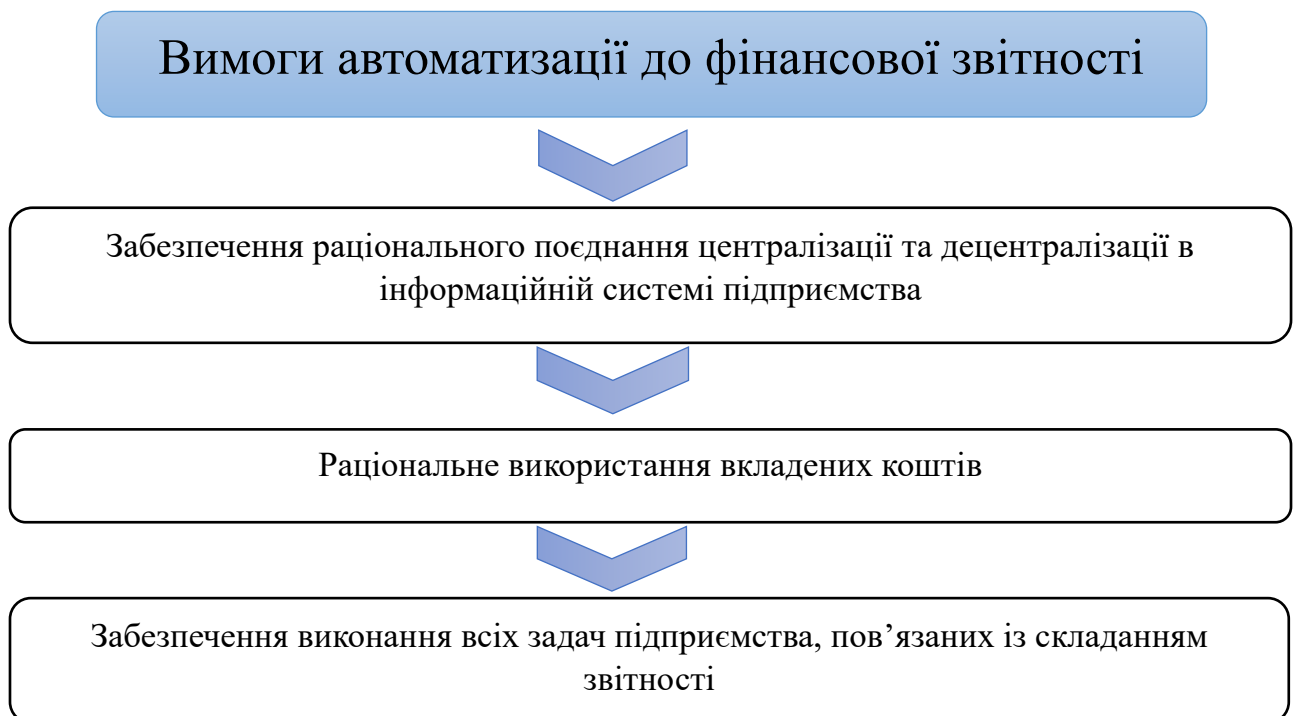 Вимоги автоматизації до фінансової звітності
Забезпечення раціонального поєднання централізації та децентралізації в
інформаційній системі підприємства
Раціональне використання вкладених коштів
Забезпечення виконання всіх задач підприємства, пов’язаних із складанням
звітності